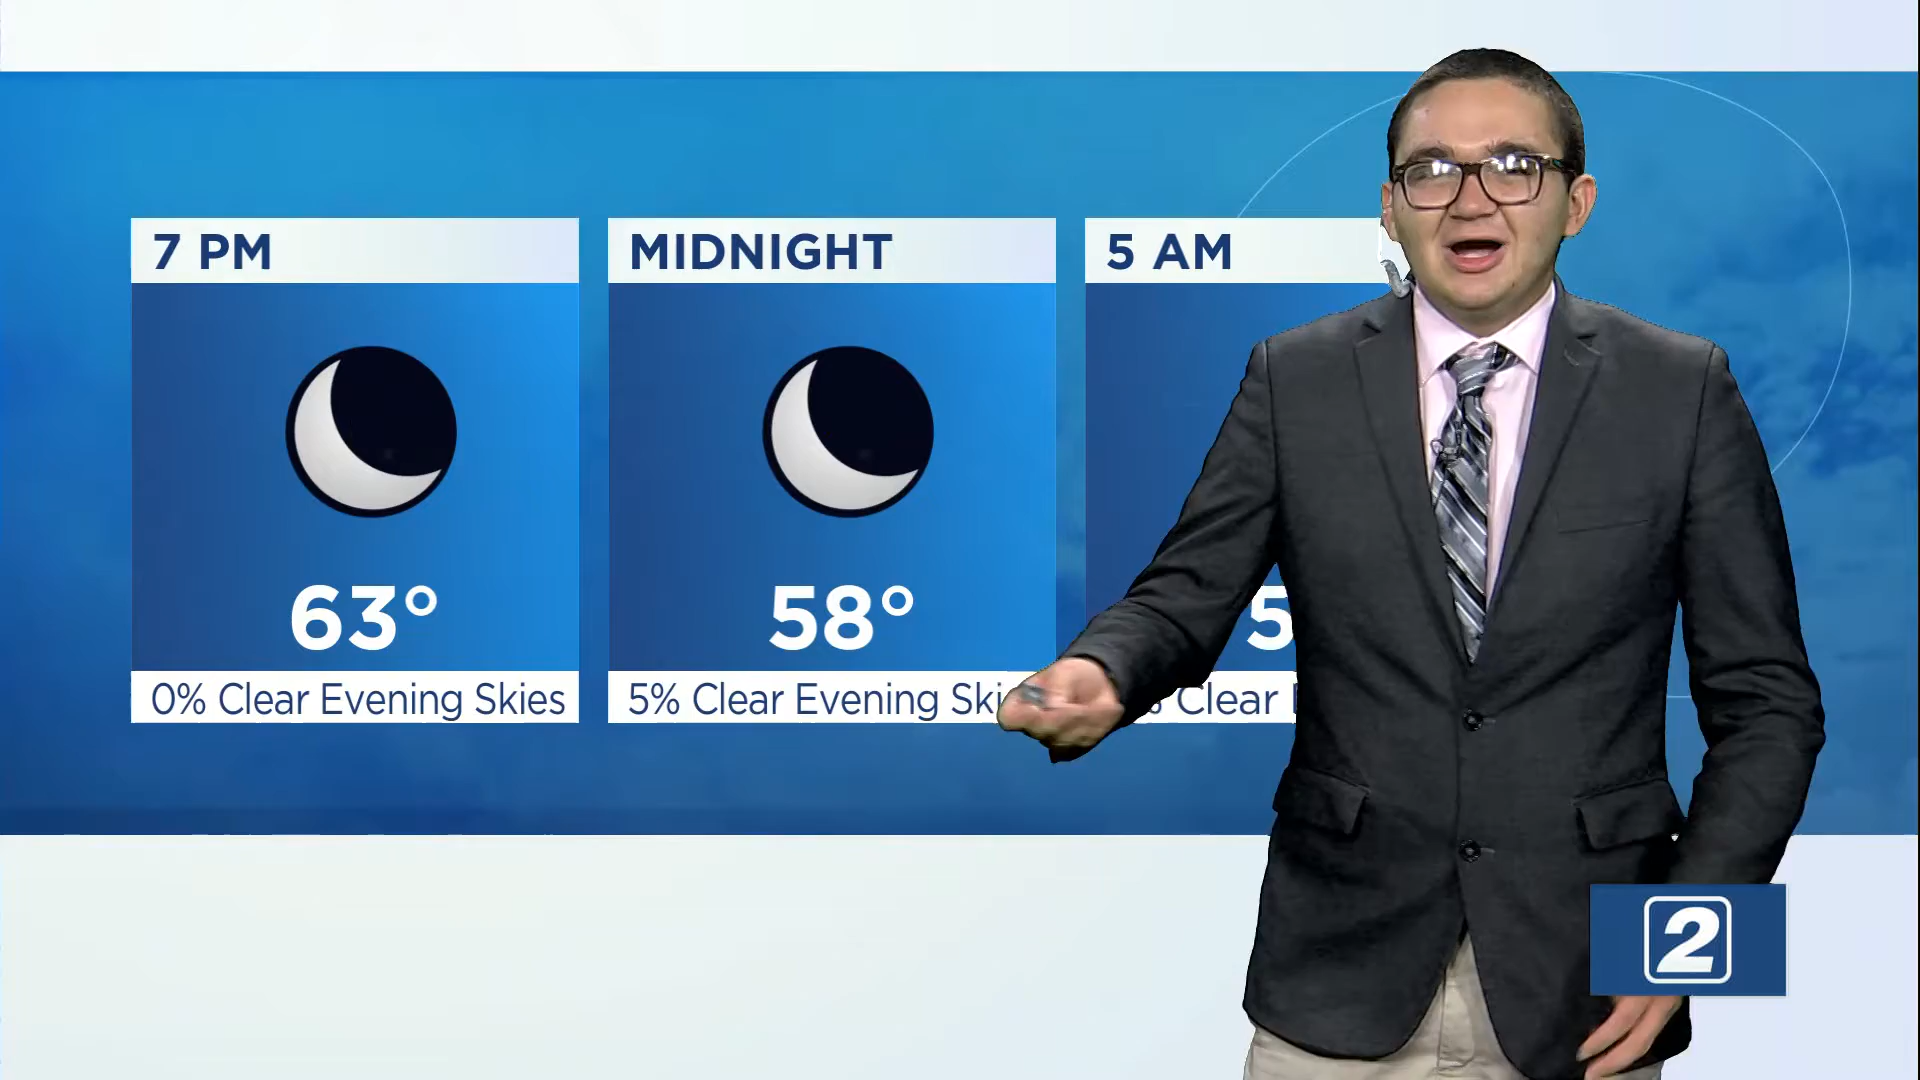 7 PM
MIDNIGHT
5 AM
63°
58°
0% Clear Evening Skies
5% Clear Evening
Clear
2